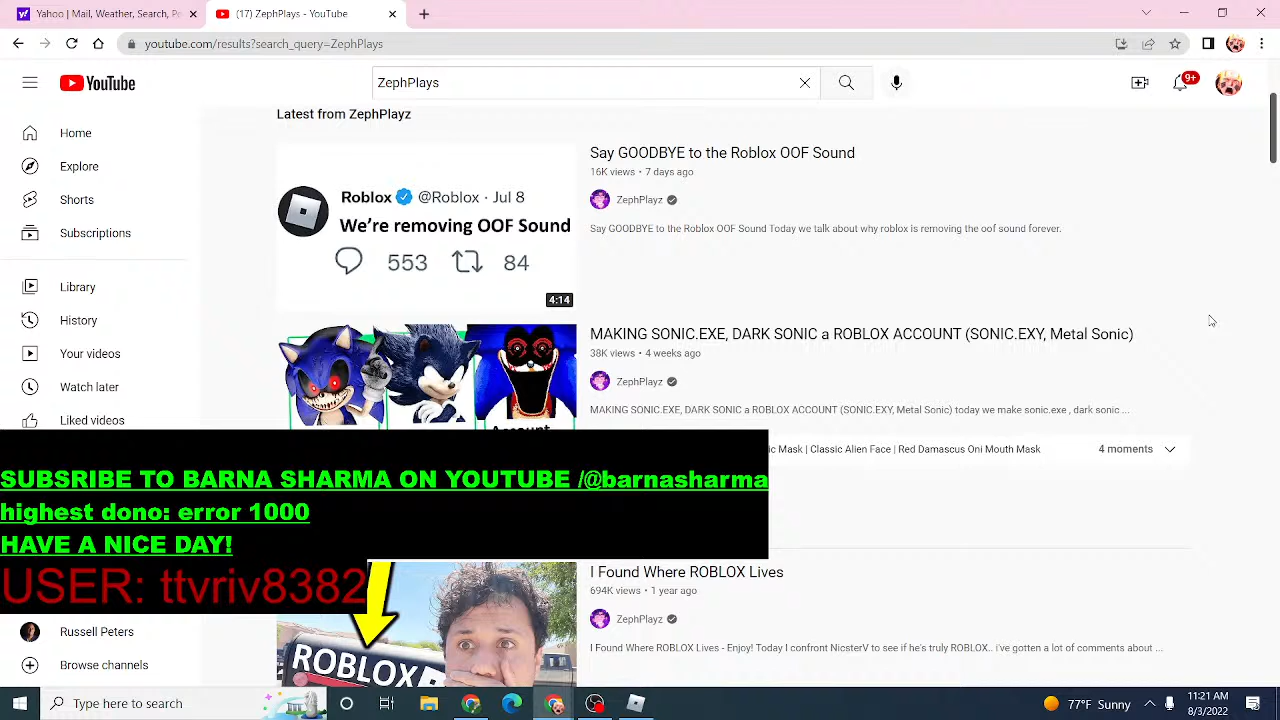 Yahoo | Mail, Weather, Search, Pe
(17) ZephPlays - YouTube
youtube.com/results?search_query=ZephPlays
YouTube
ZephPlays
9+
Latest from ZephPlayz
Home
Explore
Shorts
Subscriptions
Library
History
Your videos
Watch later
Liked videos
Roblox @Roblox · Jul 8
We're removing OOF Sound
553 84
4:14
Say GOODBYE to the Roblox OOF Sound
16K views • 7 days ago
ZephPlayz
Say GOODBYE to the Roblox OOF Sound Today we talk about why roblox is removing the oof sound forever.
MAKING SONIC.EXE, DARK SONIC a ROBLOX ACCOUNT (SONIC.EXY, Metal Sonic)
38K views • 4 weeks ago
ZephPlayz
MAKING SONIC.EXE, DARK SONIC a ROBLOX ACCOUNT (SONIC.EXY, Metal Sonic) today we make sonic.exe , dark sonic ...
ic Mask | Classic Alien Face | Red Damascus Oni Mouth Mask
4 moments
SUBSRIBE TO BARNA SHARMA ON YOUTUBE /@barnasharma
highest dono: error 1000
HAVE A NICE DAY!
USER: ttvriv8382
I Found Where ROBLOX Lives
694K views • 1 year ago
ZephPlayz
I Found Where ROBLOX Lives - Enjoy! Today I confront NicsterV to see if he's truly ROBLOX.. i've gotten a lot of comments about ...
ROBLOX
Russell Peters
Browse channels
Type here to search
77°F Sunny
11:21 AM
8/3/2022